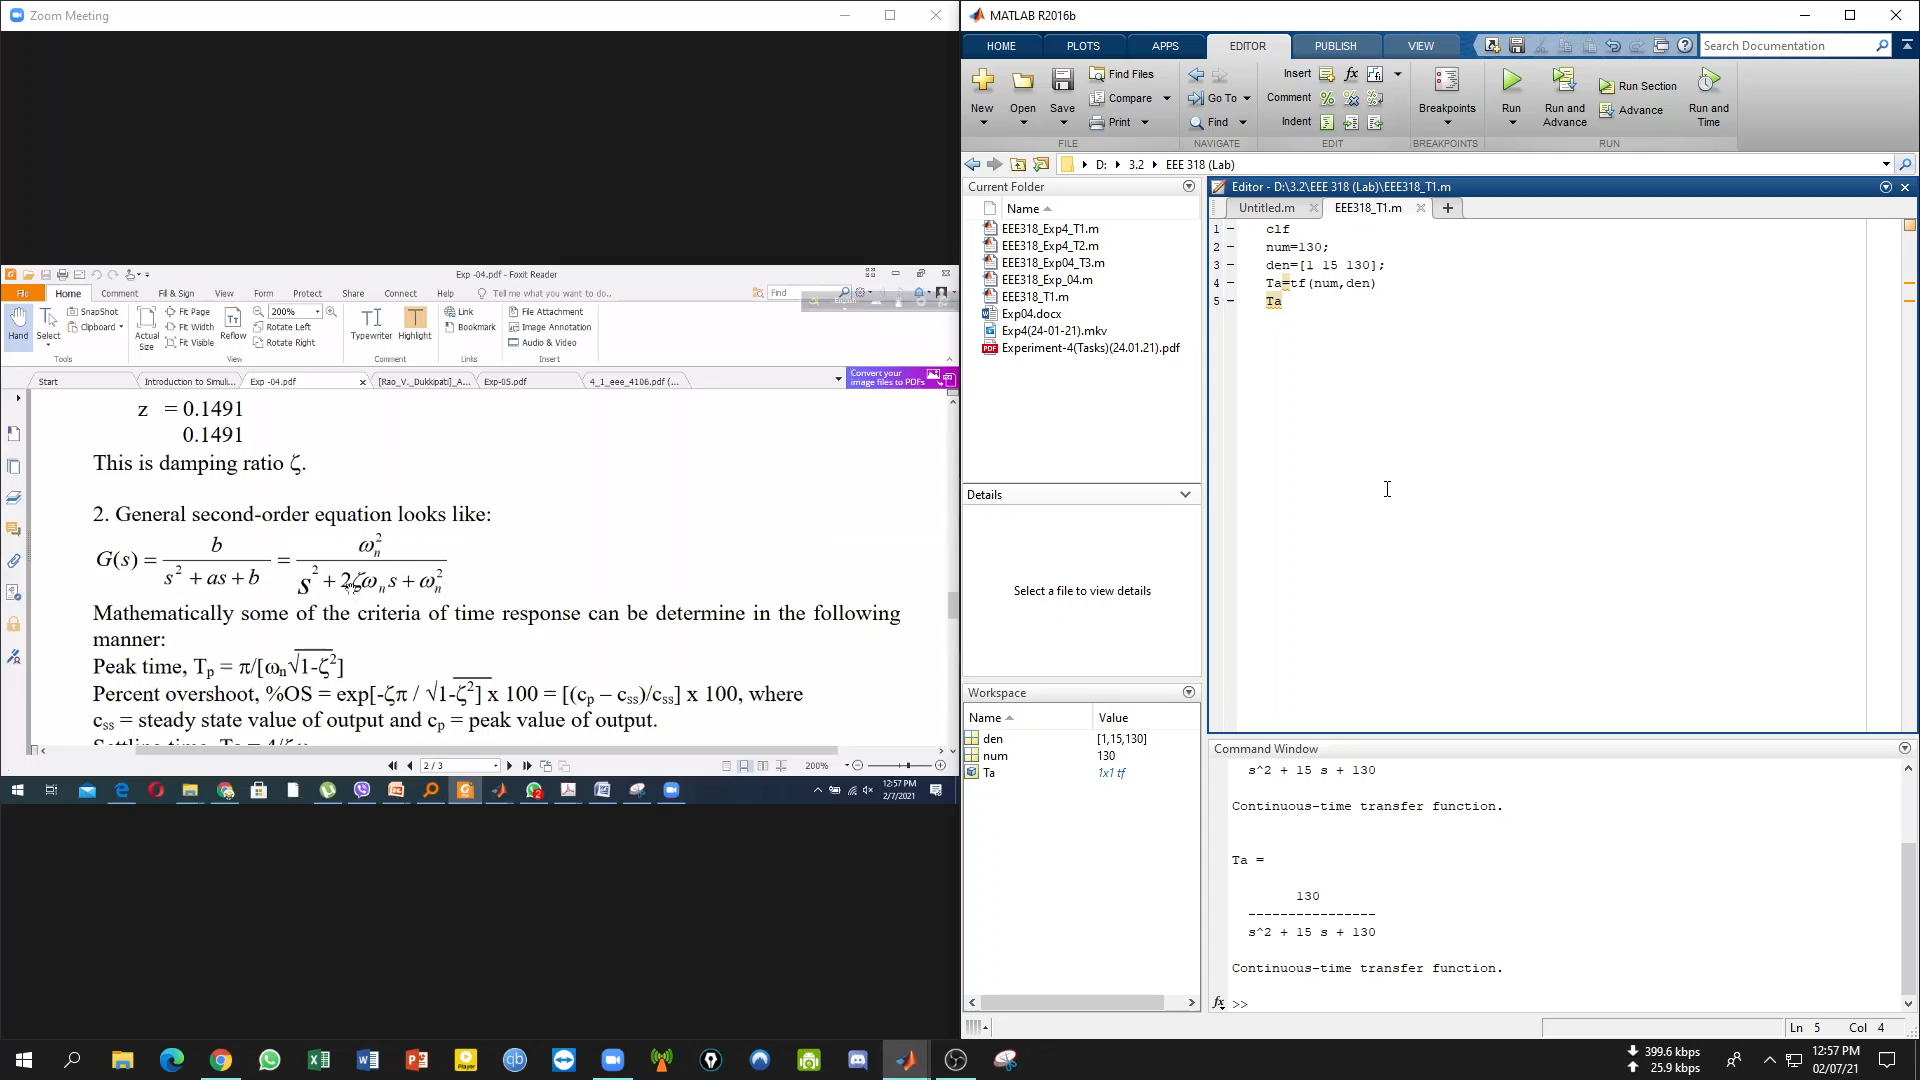 Zoom Meeting
Exp -04.pdf - Foxit Reader
File Home Comment Fill & Sign View Form Protect Share Connect Help Tell me what you want to do.. Find
Hand Select SnapShot Clipboard Actual Size Fit Page Fit Width Fit Visible Reflow 200% Rotate Left Rotate Right Typewriter Highlight Link Bookmark File Attachment Image Annotation Audio & Video
Tools View Comment Links Insert
Start Introduction to Simuli... Exp -04.pdf [Rao_V._Dukkipati]_A... Exp-05.pdf 4_1_eee_4106.pdf (... Convert your image files to PDFs
z = 0.1491
0.1491
This is damping ratio ζ.
2. General second-order equation looks like:
G(s) = b / (s² + as + b) = ωn² / (s² + 2ζωn s + ωn²)
Mathematically some of the criteria of time response can be determine in the following
manner:
Peak time, Tp = π/[ωn√1-ζ²]
Percent overshoot, %OS = exp[-ζπ / √1-ζ²] x 100 = [(cp – css)/css] x 100, where
css = steady state value of output and cp = peak value of output.
2 / 3 200%
12:57 PM
2/7/2021
MATLAB R2016b
HOME PLOTS APPS EDITOR PUBLISH VIEW Search Documentation
New Open Save Find Files Compare Print Go To Find Insert Comment Indent Breakpoints Run Run and Advance Run Section Advance Run and Time
FILE NAVIGATE EDIT BREAKPOINTS RUN
D: 3.2 EEE 318 (Lab)
Current Folder
Name
EEE318_Exp4_T1.m
EEE318_Exp4_T2.m
EEE318_Exp04_T3.m
EEE318_Exp_04.m
EEE318_T1.m
Exp04.docx
Exp4(24-01-21).mkv
Experiment-4(Tasks)(24.01.21).pdf
Details
Select a file to view details
Workspace
Name Value
den [1,15,130]
num 130
Ta 1x1 tf
Editor - D:\3.2\EEE 318 (Lab)\EEE318_T1.m
Untitled.m EEE318_T1.m
1 clf
2 num=130;
3 den=[1 15 130];
4 Ta=tf(num,den)
5 Ta
Command Window
s^2 + 15 s + 130
Continuous-time transfer function.
Ta =
130
----------------
s^2 + 15 s + 130
Continuous-time transfer function.
fx >>
Ln 5 Col 4
399.6 kbps
25.9 kbps
12:57 PM
02/07/21